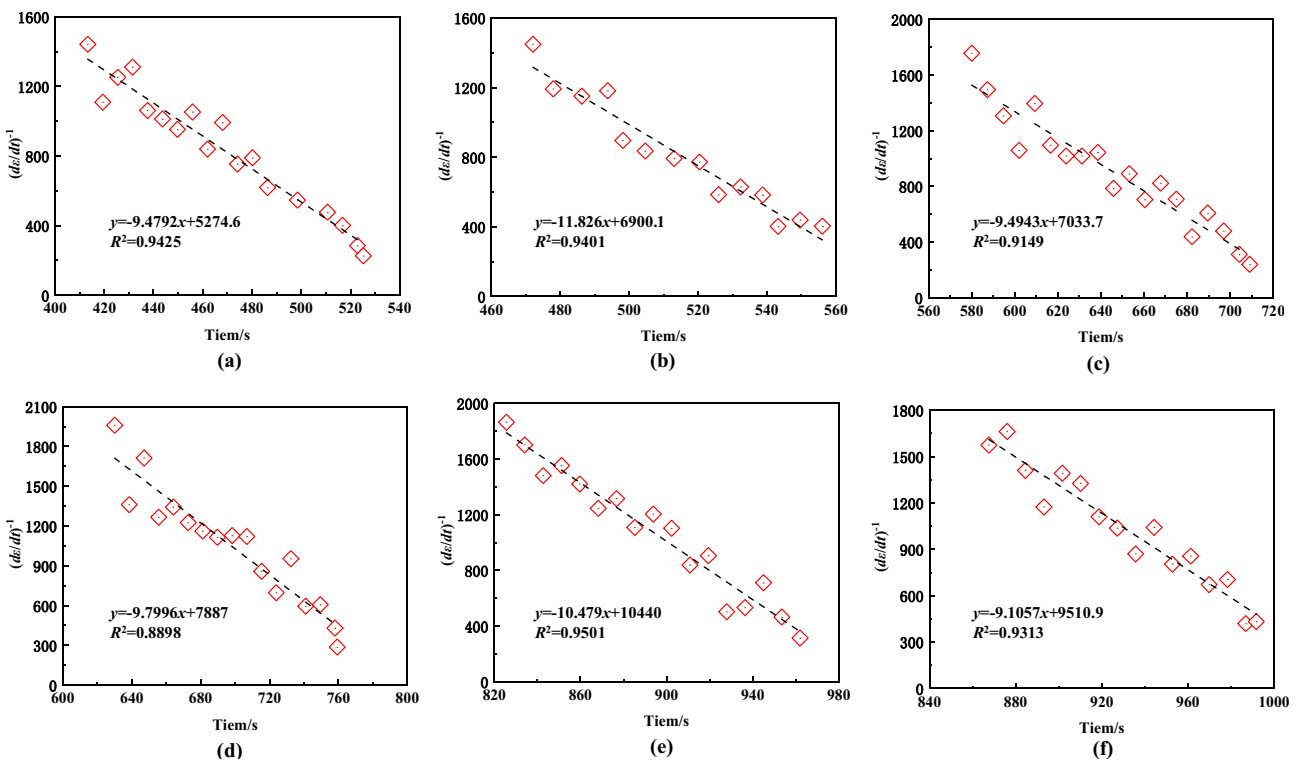 1600
1200
800
400
0
400 420 440 460 480 500 520 540
(dε/dt)-1
y=-9.4792x+5274.6
R2=0.9425
Tiem/s
(a)
1600
1200
800
400
0
460 480 500 520 540 560
(dε/dt)-1
y=-11.826x+6900.1
R2=0.9401
Tiem/s
(b)
2000
1600
1200
800
400
0
560 580 600 620 640 660 680 700 720
(dε/dt)-1
y=-9.4943x+7033.7
R2=0.9149
Tiem/s
(c)
2100
1800
1500
1200
900
600
300
0
600 640 680 720 760 800
(dε/dt)-1
y=-9.7996x+7887
R2=0.8898
Tiem/s
(d)
2000
1600
1200
800
400
0
820 860 900 940 980
(dε/dt)-1
y=-10.479x+10440
R2=0.9501
Tiem/s
(e)
1800
1500
1200
900
600
300
0
840 880 920 960 1000
(dε/dt)-1
y=-9.1057x+9510.9
R2=0.9313
Tiem/s
(f)